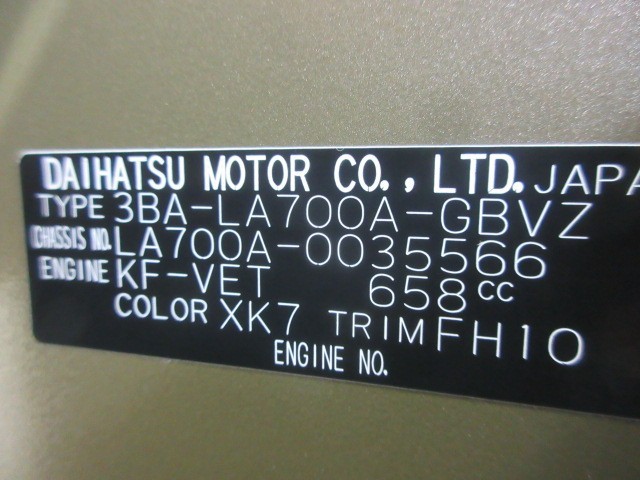 DAIHATSU MOTOR CO., LTD. JAPA
TYPE 3BA-LA700A-GBVZ
CHASSIS NO. LA700A-0035566
ENGINE KF-VET 658cc
COLOR XK7 TRIM FH10
ENGINE NO.